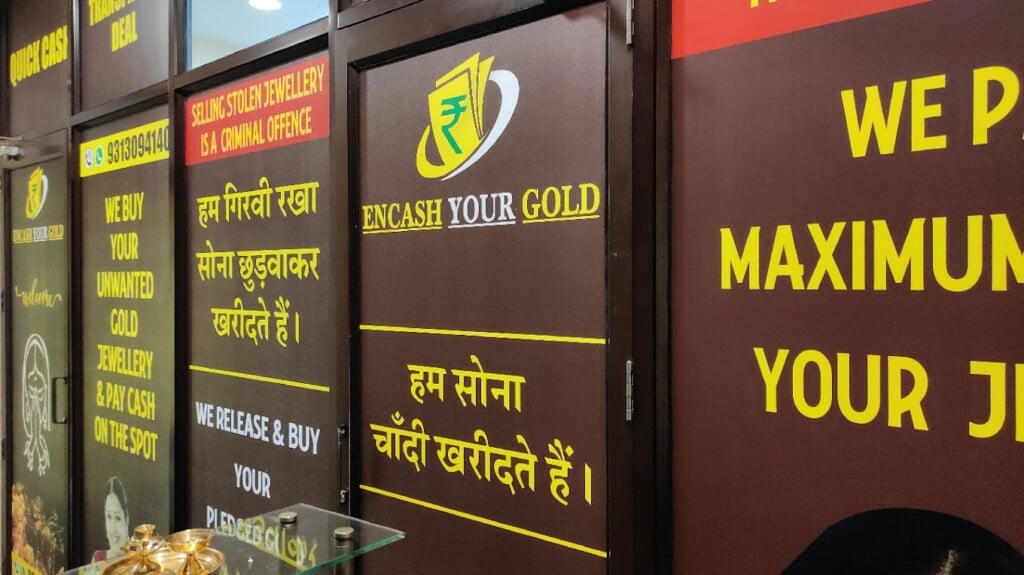 QUICK CASH
DEAL
9313094140
ENCASH YOUR GOLD
welcome
WE BUY
YOUR
UNWANTED
GOLD
JEWELLERY
& PAY CASH
ON THE SPOT
SELLING STOLEN JEWELLERY
IS A CRIMINAL OFFENCE
हम गिरवी रखा
सोना छुड़वाकर
खरीदते हैं।
WE RELEASE & BUY
YOUR
PLEDGED
₹
ENCASH YOUR GOLD
हम सोना
चाँदी खरीदते हैं।
WE
MAXIMUM
YOUR